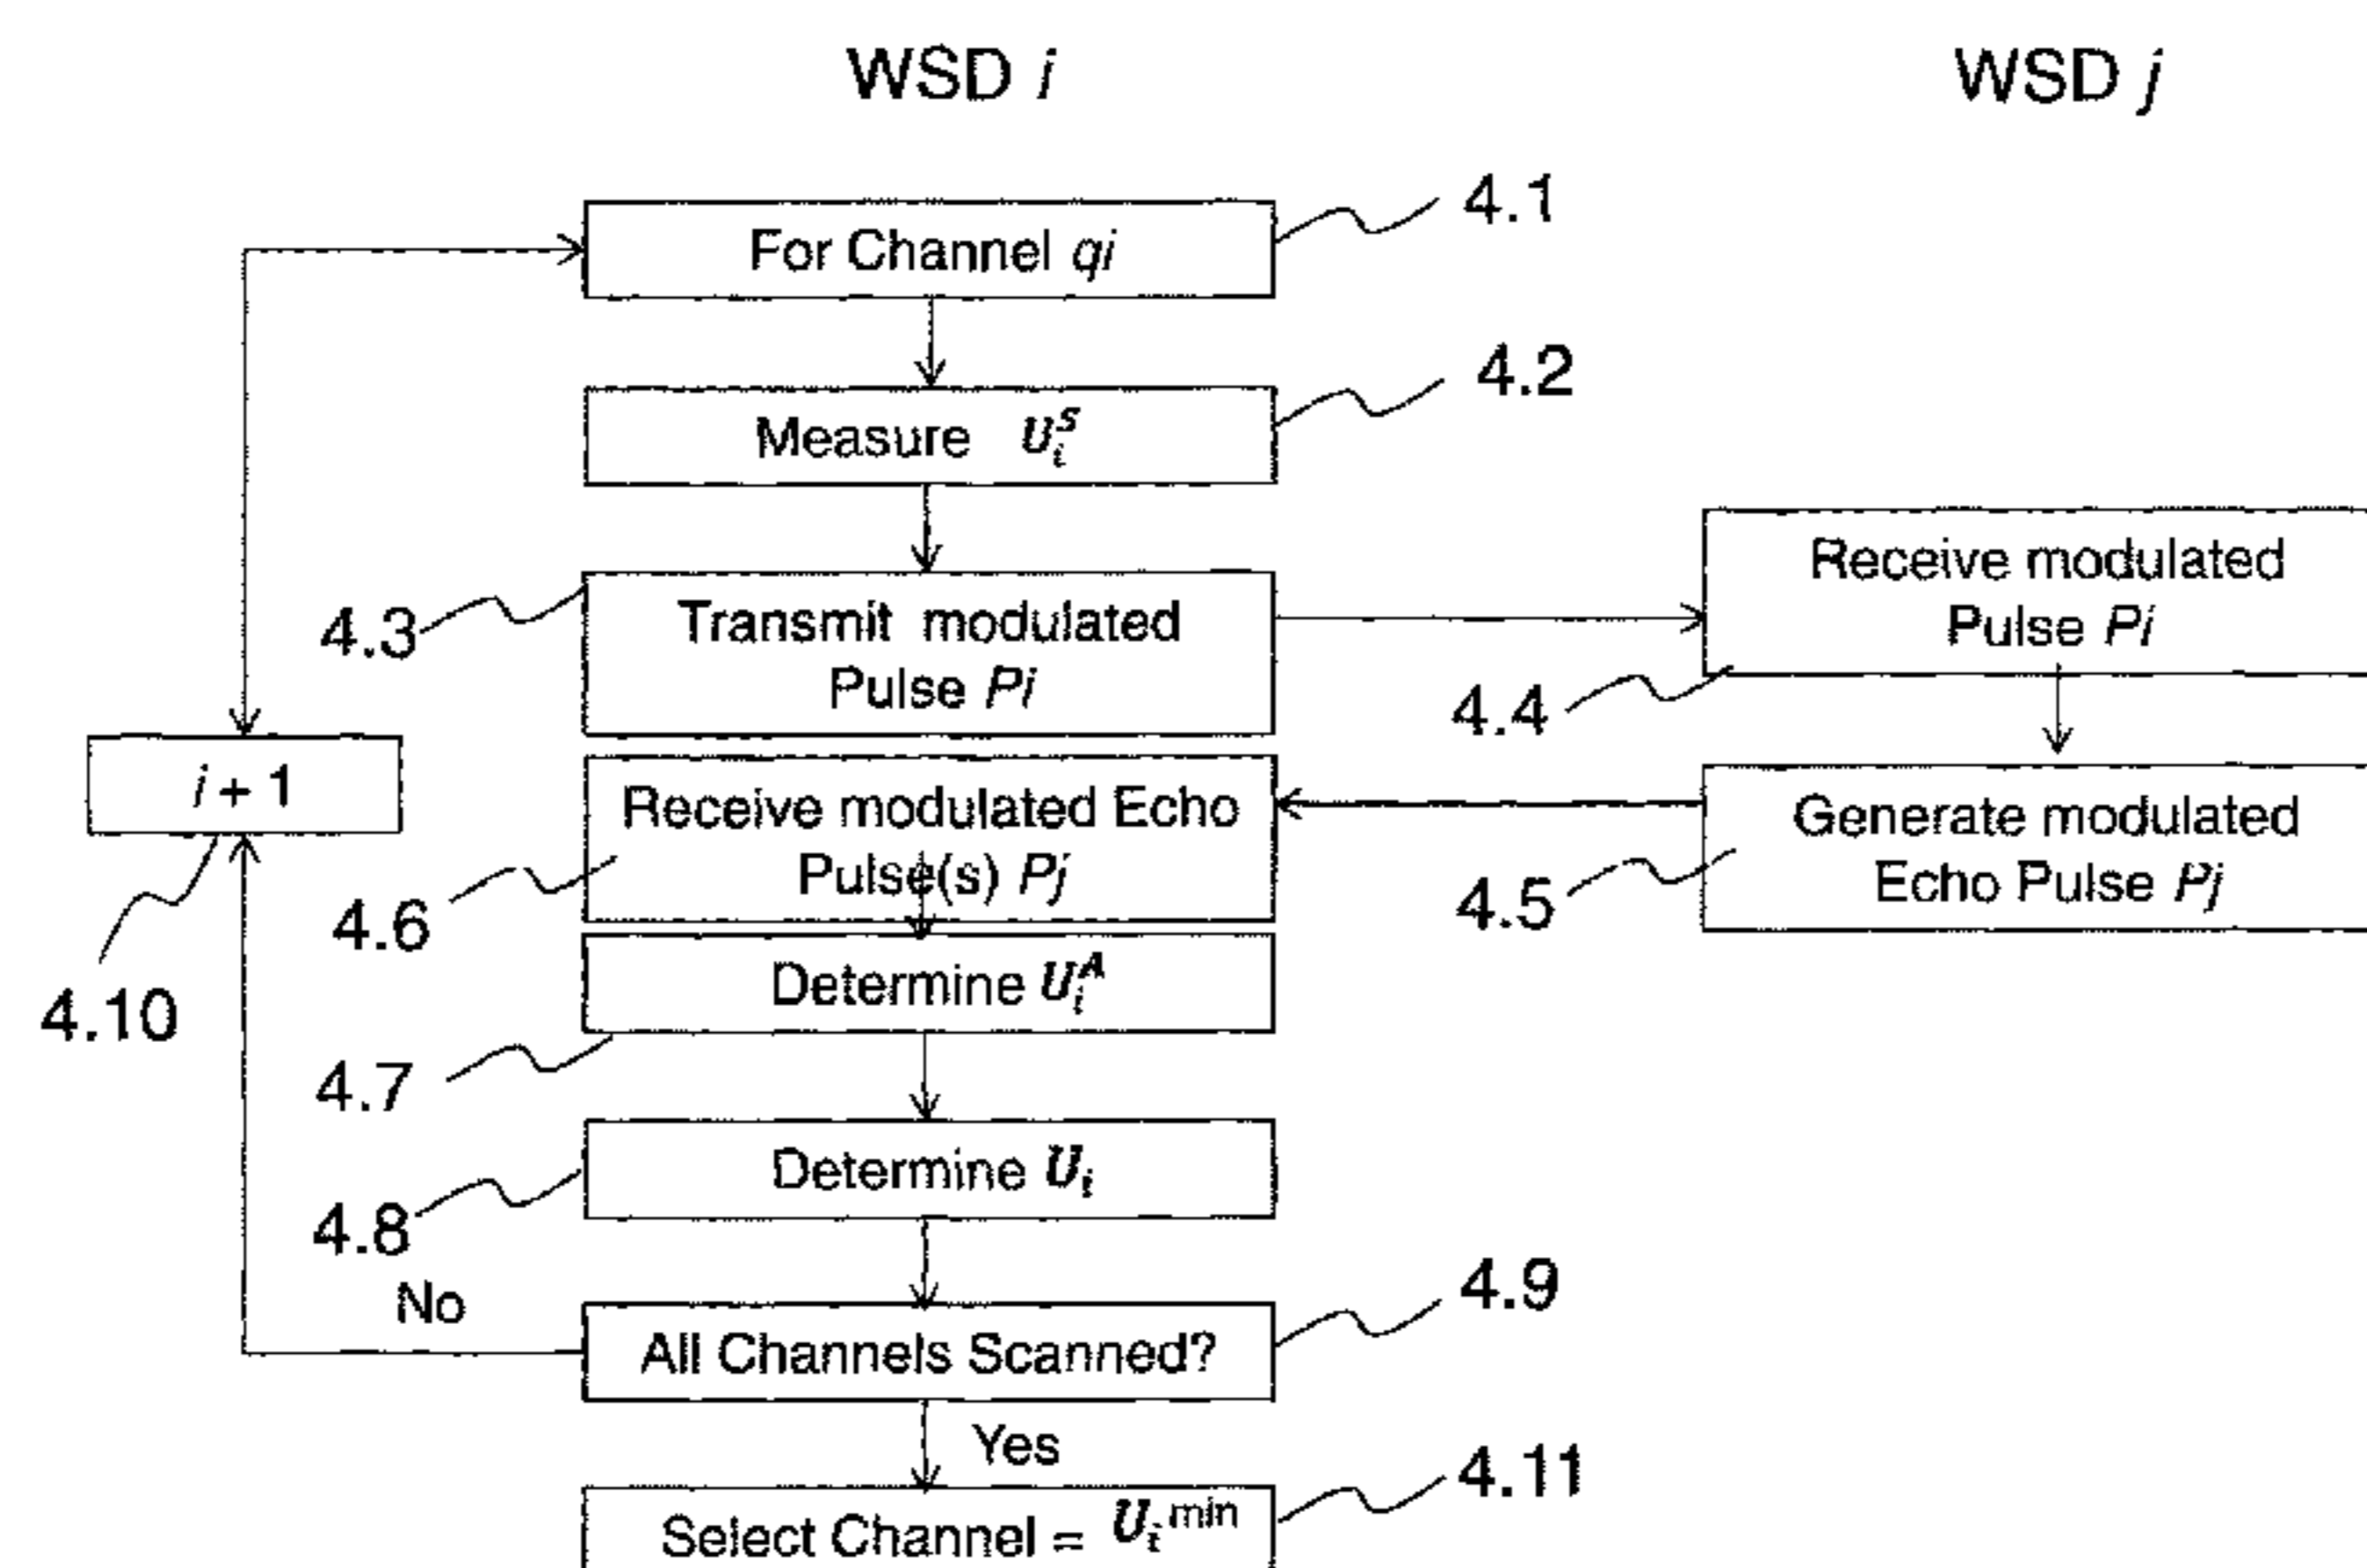 WSD i
WSD j
For Channel qi
4.1
Measure U_i^S
4.2
Transmit modulated
Pulse Pi
4.3
Receive modulated
Pulse Pi
4.4
Generate modulated
Echo Pulse Pj
4.5
Receive modulated Echo
Pulse(s) Pj
4.6
i + 1
4.10
Determine U_i^A
4.7
Determine U_i
4.8
All Channels Scanned?
4.9
No
Yes
Select Channel = U_i^min
4.11